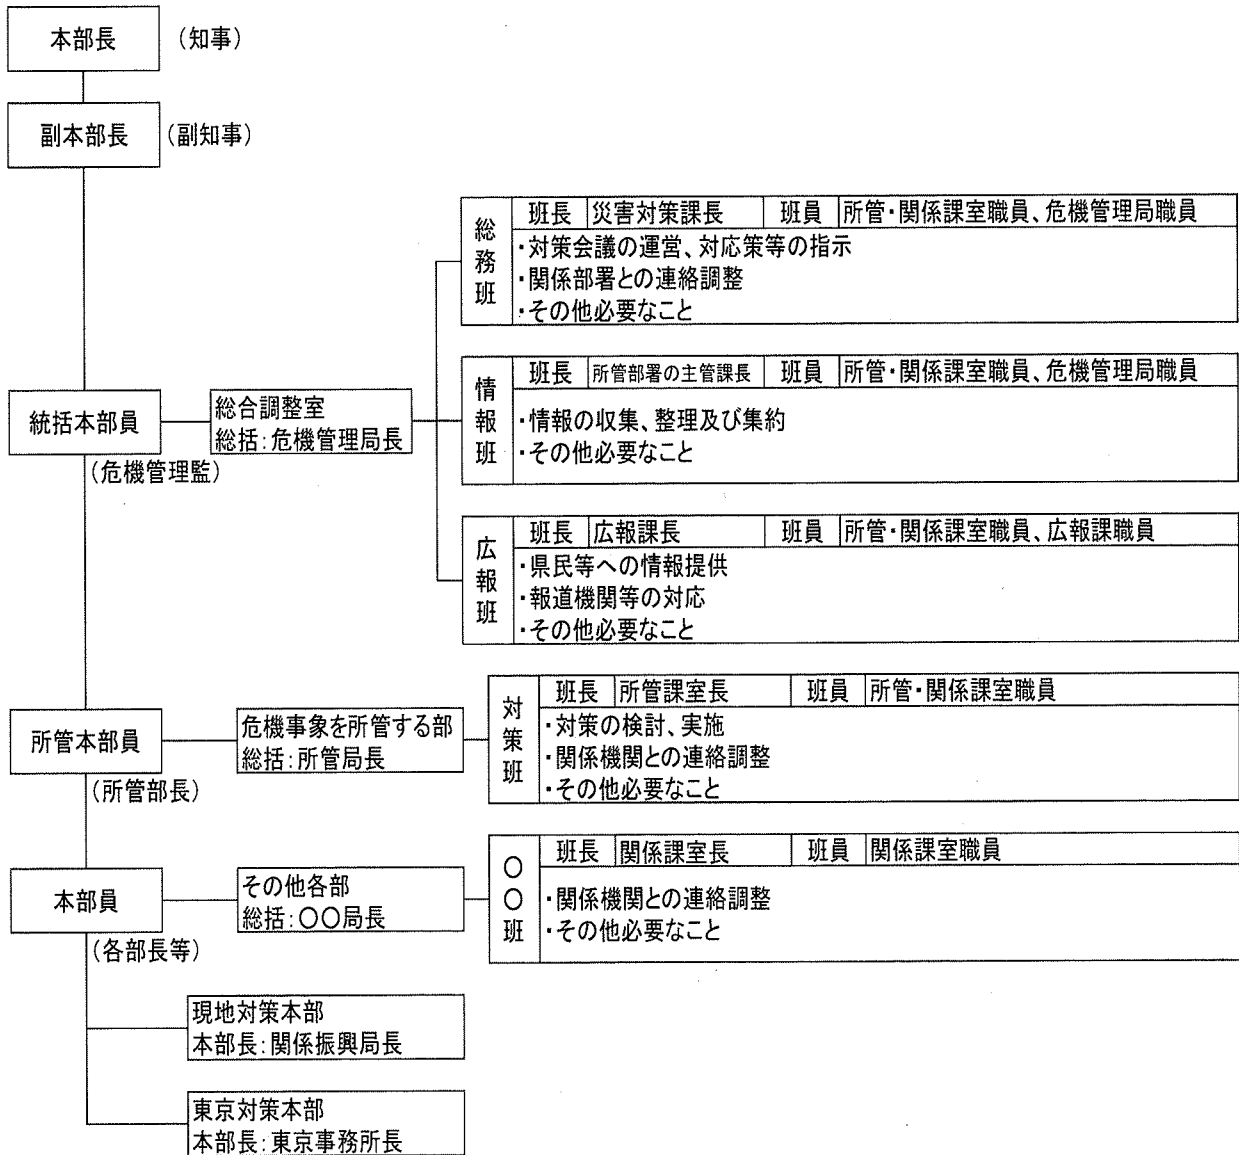 本部長 (知事)
副本部長 (副知事)
総務班
班長 災害対策課長 班員 所管・関係課室職員、危機管理局職員
・対策会議の運営、対応策等の指示
・関係部署との連絡調整
・その他必要なこと
統括本部員
(危機管理監)
総合調整室
総括:危機管理局長
情報班
班長 所管部署の主管課長 班員 所管・関係課室職員、危機管理局職員
・情報の収集、整理及び集約
・その他必要なこと
広報班
班長 広報課長 班員 所管・関係課室職員、広報課職員
・県民等への情報提供
・報道機関等の対応
・その他必要なこと
所管本部員
(所管部長)
危機事象を所管する部
総括:所管局長
対策班
班長 所管課室長 班員 所管・関係課室職員
・対策の検討、実施
・関係機関との連絡調整
・その他必要なこと
本部員
(各部長等)
その他各部
総括:〇〇局長
〇〇班
班長 関係課室長 班員 関係課室職員
・関係機関との連絡調整
・その他必要なこと
現地対策本部
本部長:関係振興局長
東京対策本部
本部長:東京事務所長